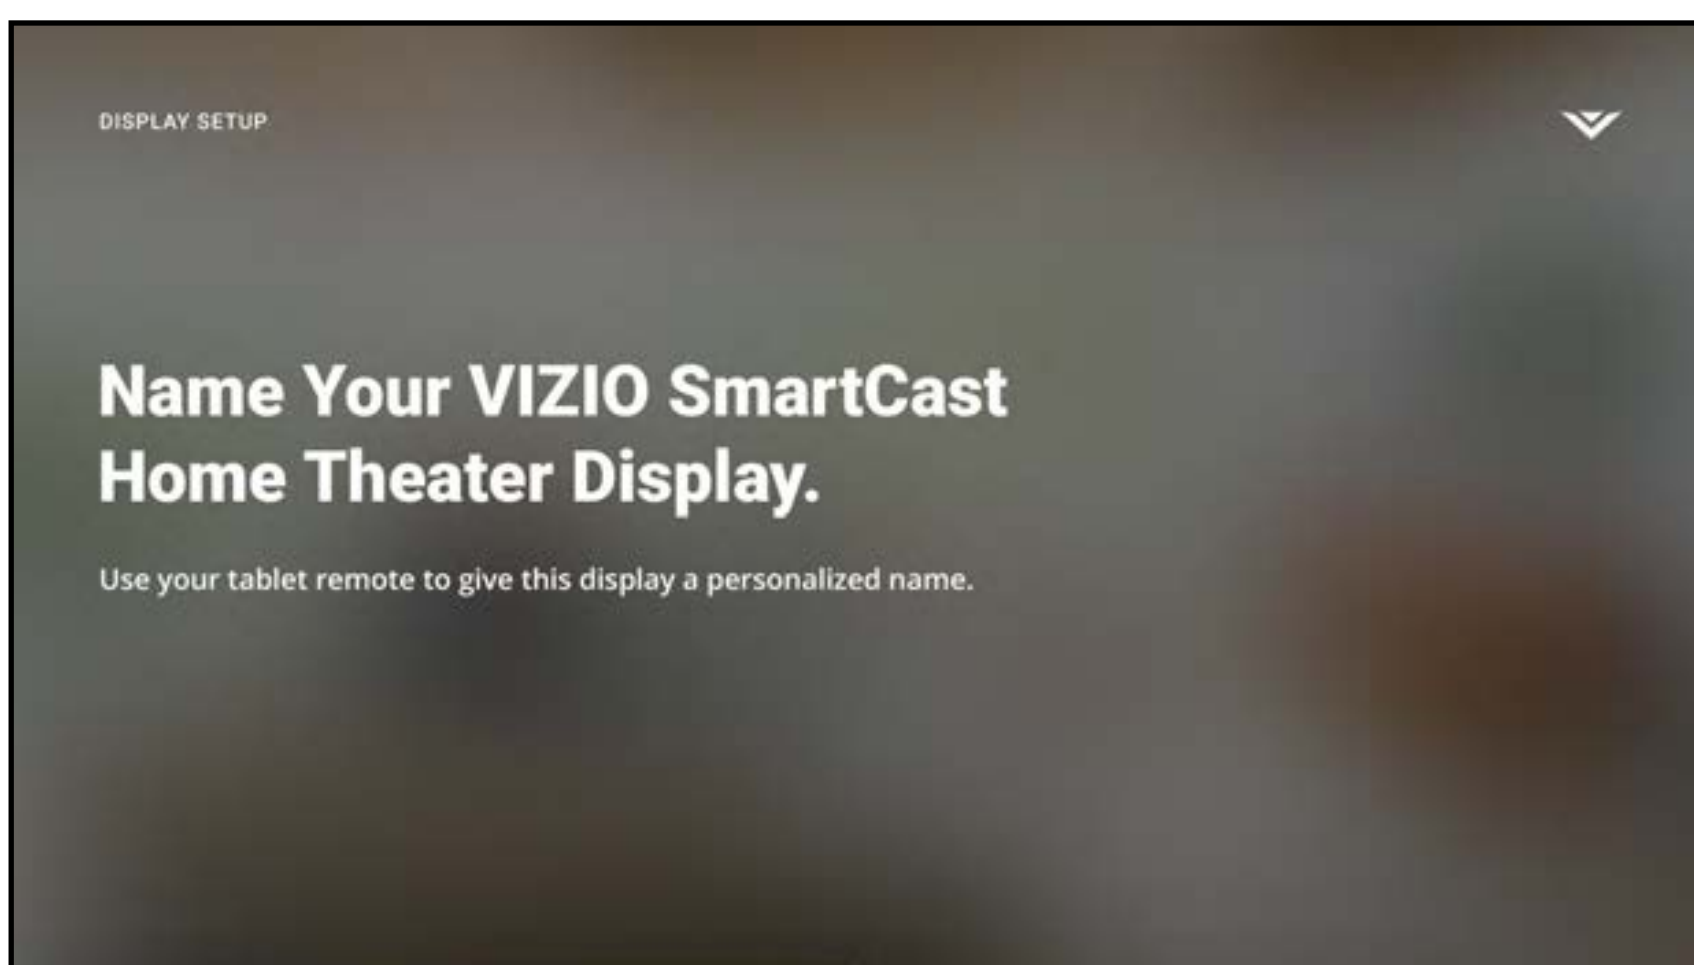 DISPLAY SETUP
Name Your VIZIO SmartCast
Home Theater Display.
Use your tablet remote to give this display a personalized name.